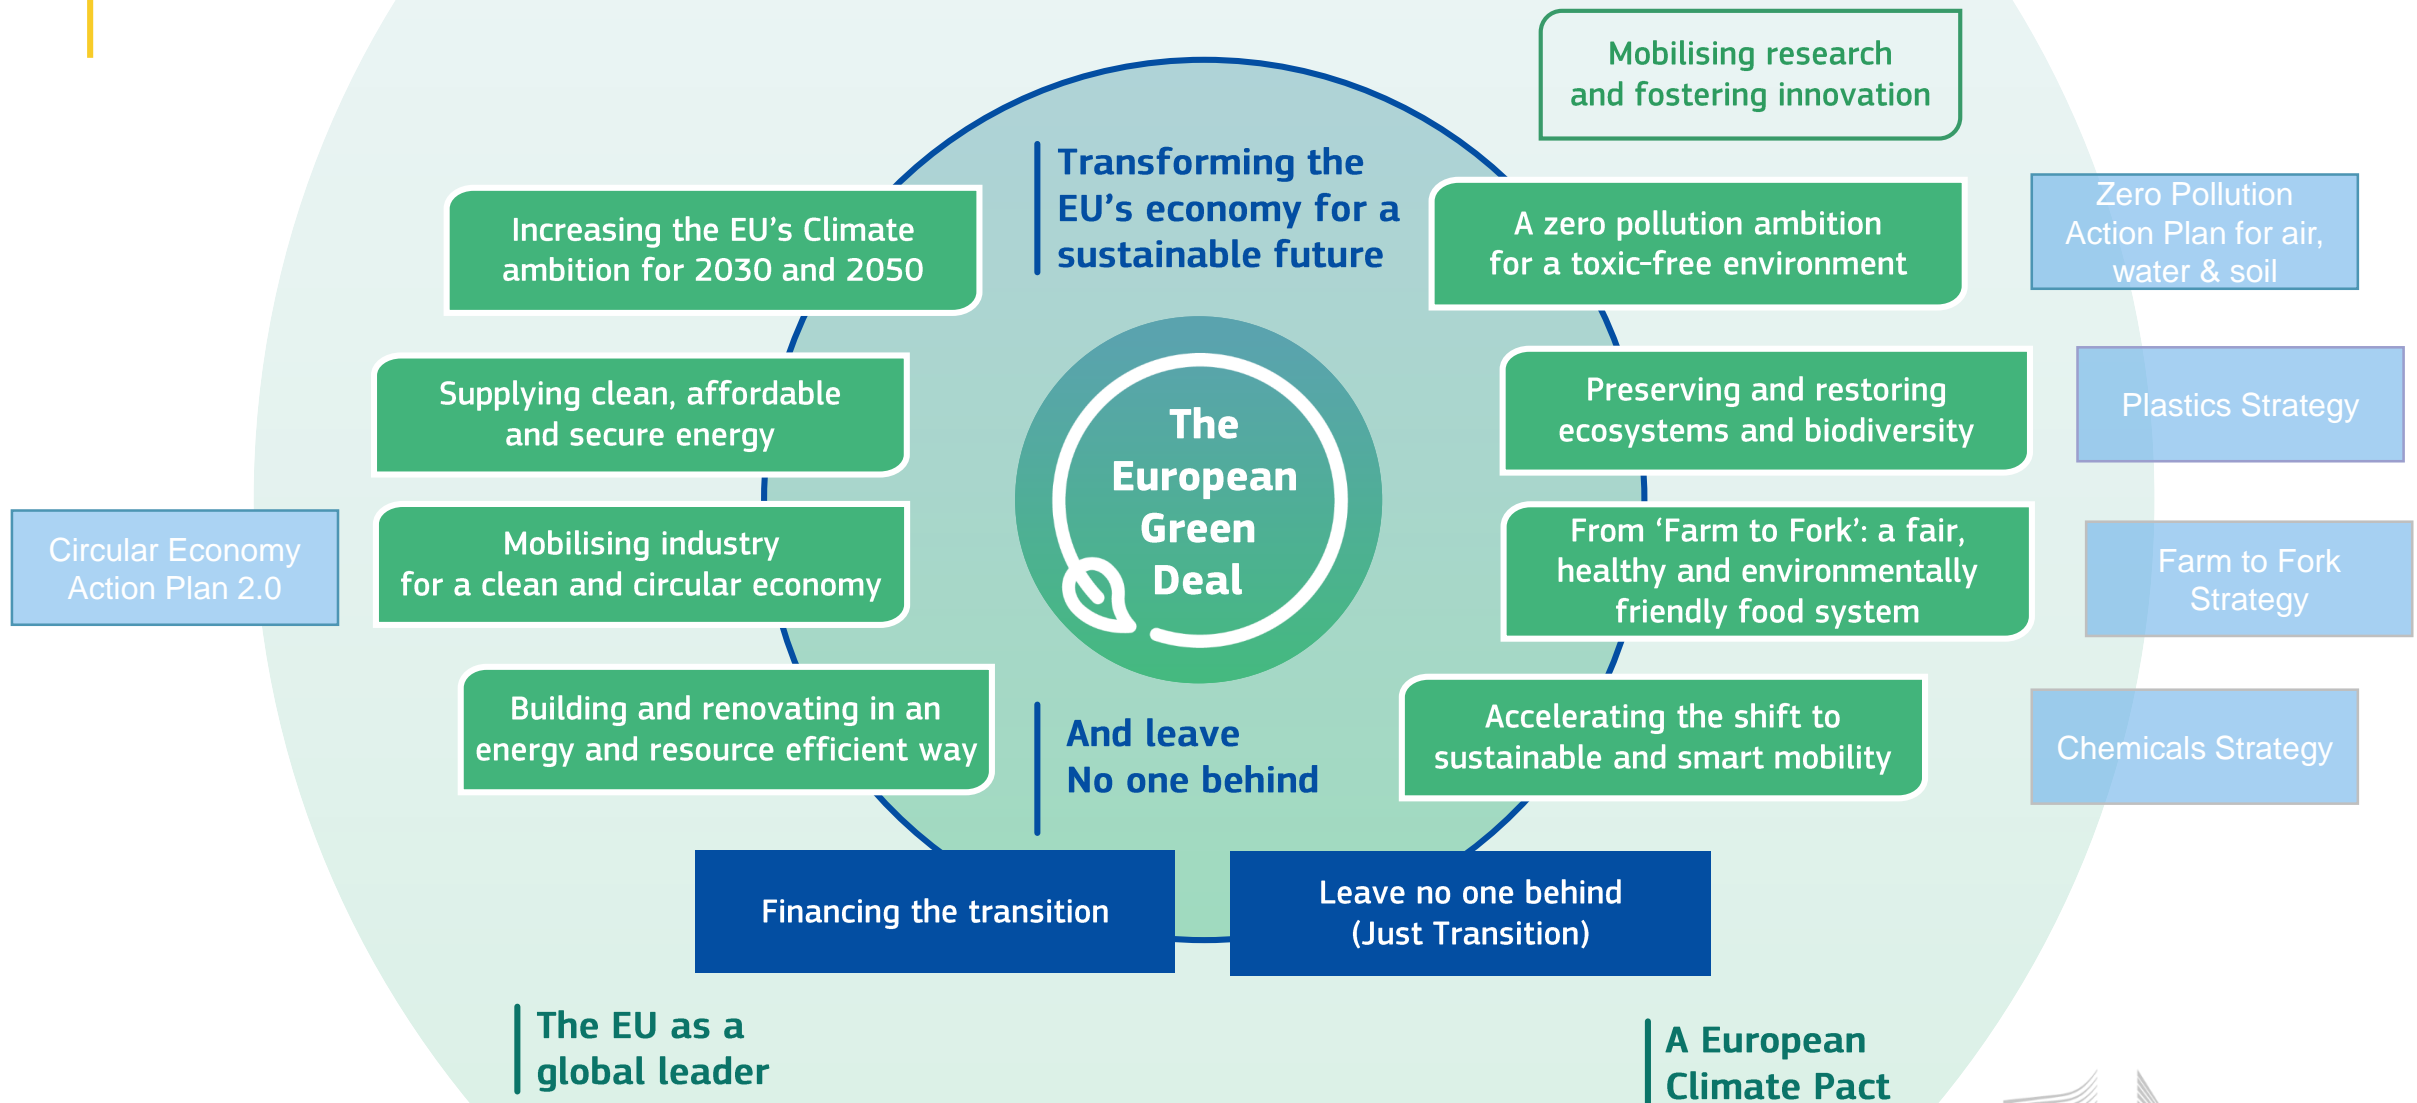 Mobilising research
and fostering innovation
Transforming the
EU's economy for a
sustainable future
Increasing the EU's Climate
ambition for 2030 and 2050
A zero pollution ambition
for a toxic-free environment
Zero Pollution
Action Plan for air,
water & soil
Supplying clean, affordable
and secure energy
The
European
Green
Deal
Preserving and restoring
ecosystems and biodiversity
Plastics Strategy
Circular Economy
Action Plan 2.0
Mobilising industry
for a clean and circular economy
From ‘Farm to Fork’: a fair,
healthy and environmentally
friendly food system
Farm to Fork
Strategy
Building and renovating in an
energy and resource efficient way
And leave
No one behind
Accelerating the shift to
sustainable and smart mobility
Chemicals Strategy
Financing the transition
Leave no one behind
(Just Transition)
The EU as a
global leader
A European
Climate Pact